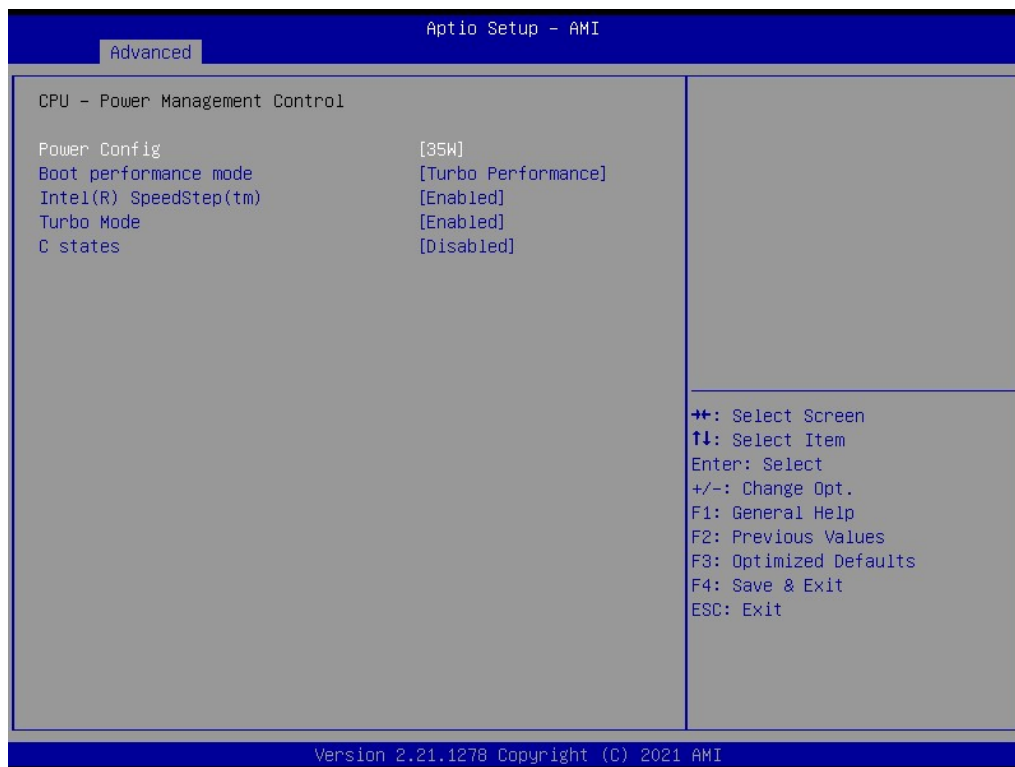 Aptio Setup – AMI
Advanced
CPU – Power Management Control
Power Config [35W]
Boot performance mode [Turbo Performance]
Intel(R) SpeedStep(tm) [Enabled]
Turbo Mode [Enabled]
C states [Disabled]
→←: Select Screen
↑↓: Select Item
Enter: Select
+/-: Change Opt.
F1: General Help
F2: Previous Values
F3: Optimized Defaults
F4: Save & Exit
ESC: Exit
Version 2.21.1278 Copyright (C) 2021 AMI